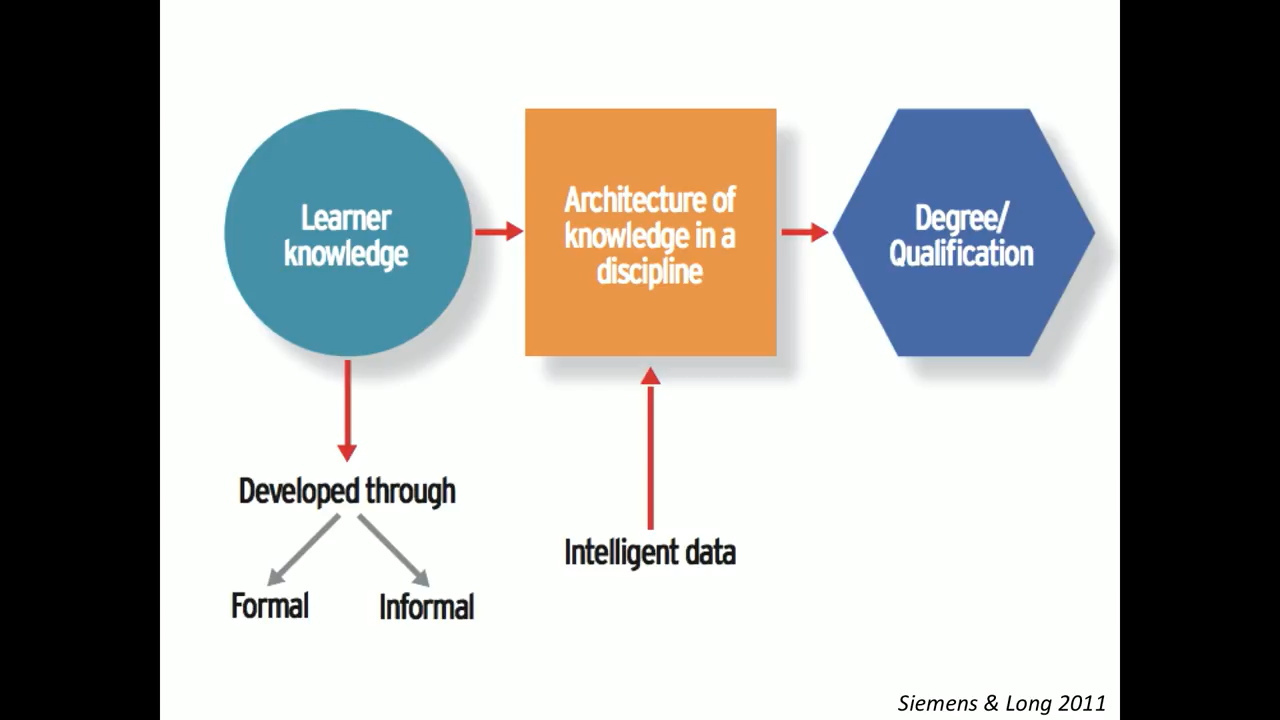 Learner
knowledge
Architecture of
knowledge in a
discipline
Degree/
Qualification
Developed through
Formal
Informal
Intelligent data
Siemens & Long 2011